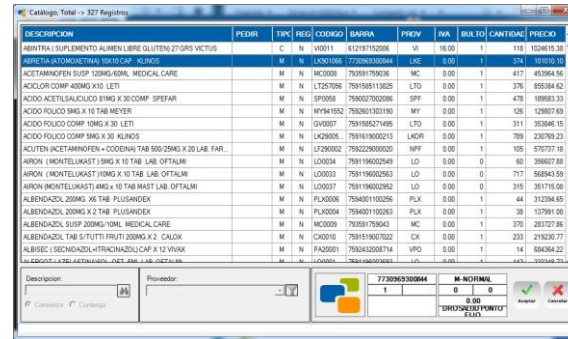 Catálogo, Total -> 327 Registros
DESCRIPCION PEDIR TIPC REG CODIGO BARRA PROV IVA BULTO CANTIDAD PRECIO
ABINTRA ( SUPLEMENTO ALIMEN LIBRE GLUTEN) 27 GRS VICTUS C N VI0011 612197152006 VI 16.00 1 118 1024615.38
ABRETIA (ATOMOXETINA) 10X10 CAP KLINOS M N LK901066 7730969300844 LKE 0.00 1 374 101010.10
ACETAMINOFEN SUSP 120MG/60ML MEDICAL CARE M N MC0008 793591759036 MC 0.00 1 417 453964.56
ACICLOR COMP 400MG X10 LETI M N LT257056 7591585113825 LTO 0.00 1 376 855384.62
ACIDO ACETILSALICILICO 81MG X 30 COMP SPEFAR M N SP0058 7590027002086 SPF 0.00 1 478 189583.33
ACIDO FOLICO 5MG X 10 TAB MEYER M N MY941552 7592601303190 MY 0.00 1 126 129807.69
ACIDO FOLICO COMP 10MG X 30 LETI M N GV0007 7591585271495 LTO 0.00 1 311 353846.15
ACIDO FOLICO COMP 5MG X 30 KLINOS M N LK29005... 7591619000213 LKOR 0.00 1 789 230769.23
ACUTEN (ACETAMINOFEN + CODEINA) TAB 500/25MG X 20 LAB. FAR... M N LF290002 7592229000020 NPF 0.00 1 105 570737.18
AIRON ( MONTELUKAST ) 5MG X 10 TAB LAB. OFTALMI M N LO0034 7591196002549 LO 0.00 0 60 396607.88
AIRON ( MONTELUKAST )10MG X 10 TAB LAB. OFTALMI M N LO0033 7591196002563 LO 0.00 0 717 568943.59
AIRON (MONTELUKAST) 4MG x 10 TAB MAST LAB. OFTALMI M N LO0037 7591196002952 LO 0.00 0 315 351715.08
ALBENDAZOL 200MG X6 TAB PLUSANDEX M N PLX0006 7594001100256 PLX 0.00 1 44 312394.65
ALBENDAZOL 200MG X 2 TAB PLUSANDEX M N PLX0004 7594001100263 PLX 0.00 1 38 137991.08
ALBENDAZOL SUSP 200MG/10ML MEDICAL CARE M N MC0009 793591759043 MC 0.00 1 370 283727.86
ALBENDAZOL TAB S/TUTTI FRUTI 200MG X 2 CALOX M N CX0010 7591519007022 CX 0.00 1 233 219230.77
ALBISEC ( SECNIDAZOL+ITRACINAZOL) CAP X 12 VIVAX M N PA20001 7592432008714 VPO 0.00 1 14 684364.22
Descripcion: Proveedor:
7730969300844 M-NORMAL
1 0 0
0.00
Comienza Contenga
Aceptar Cancelar
DROSALUD PUNTO
FIJO